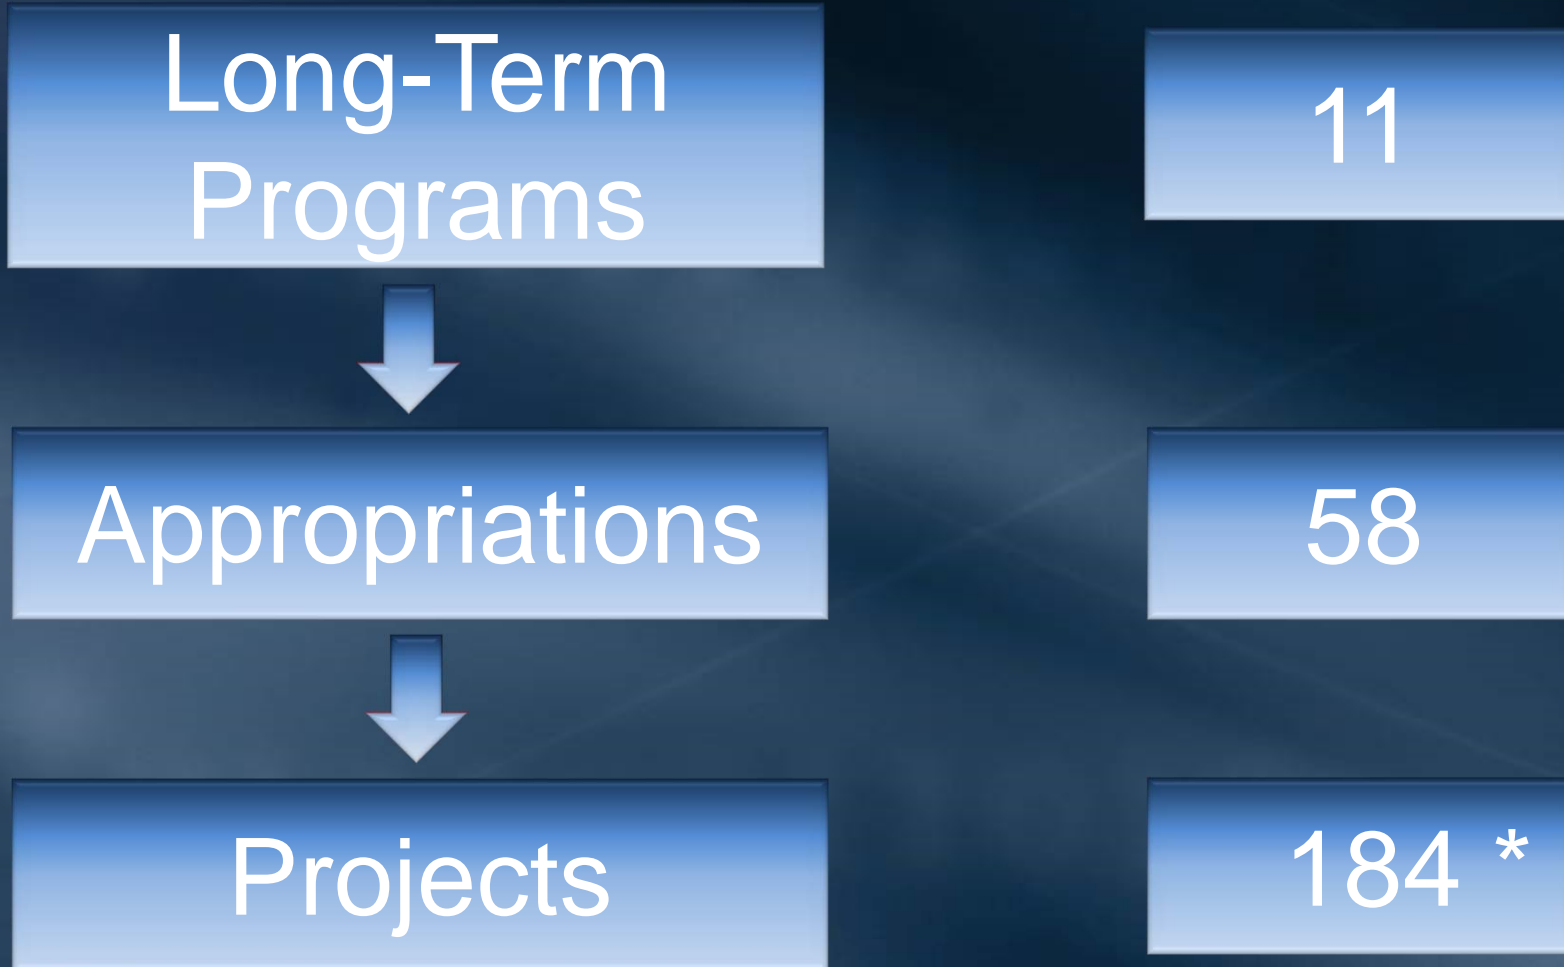 Long-Term
Programs
11
Appropriations
58
Projects
184 *